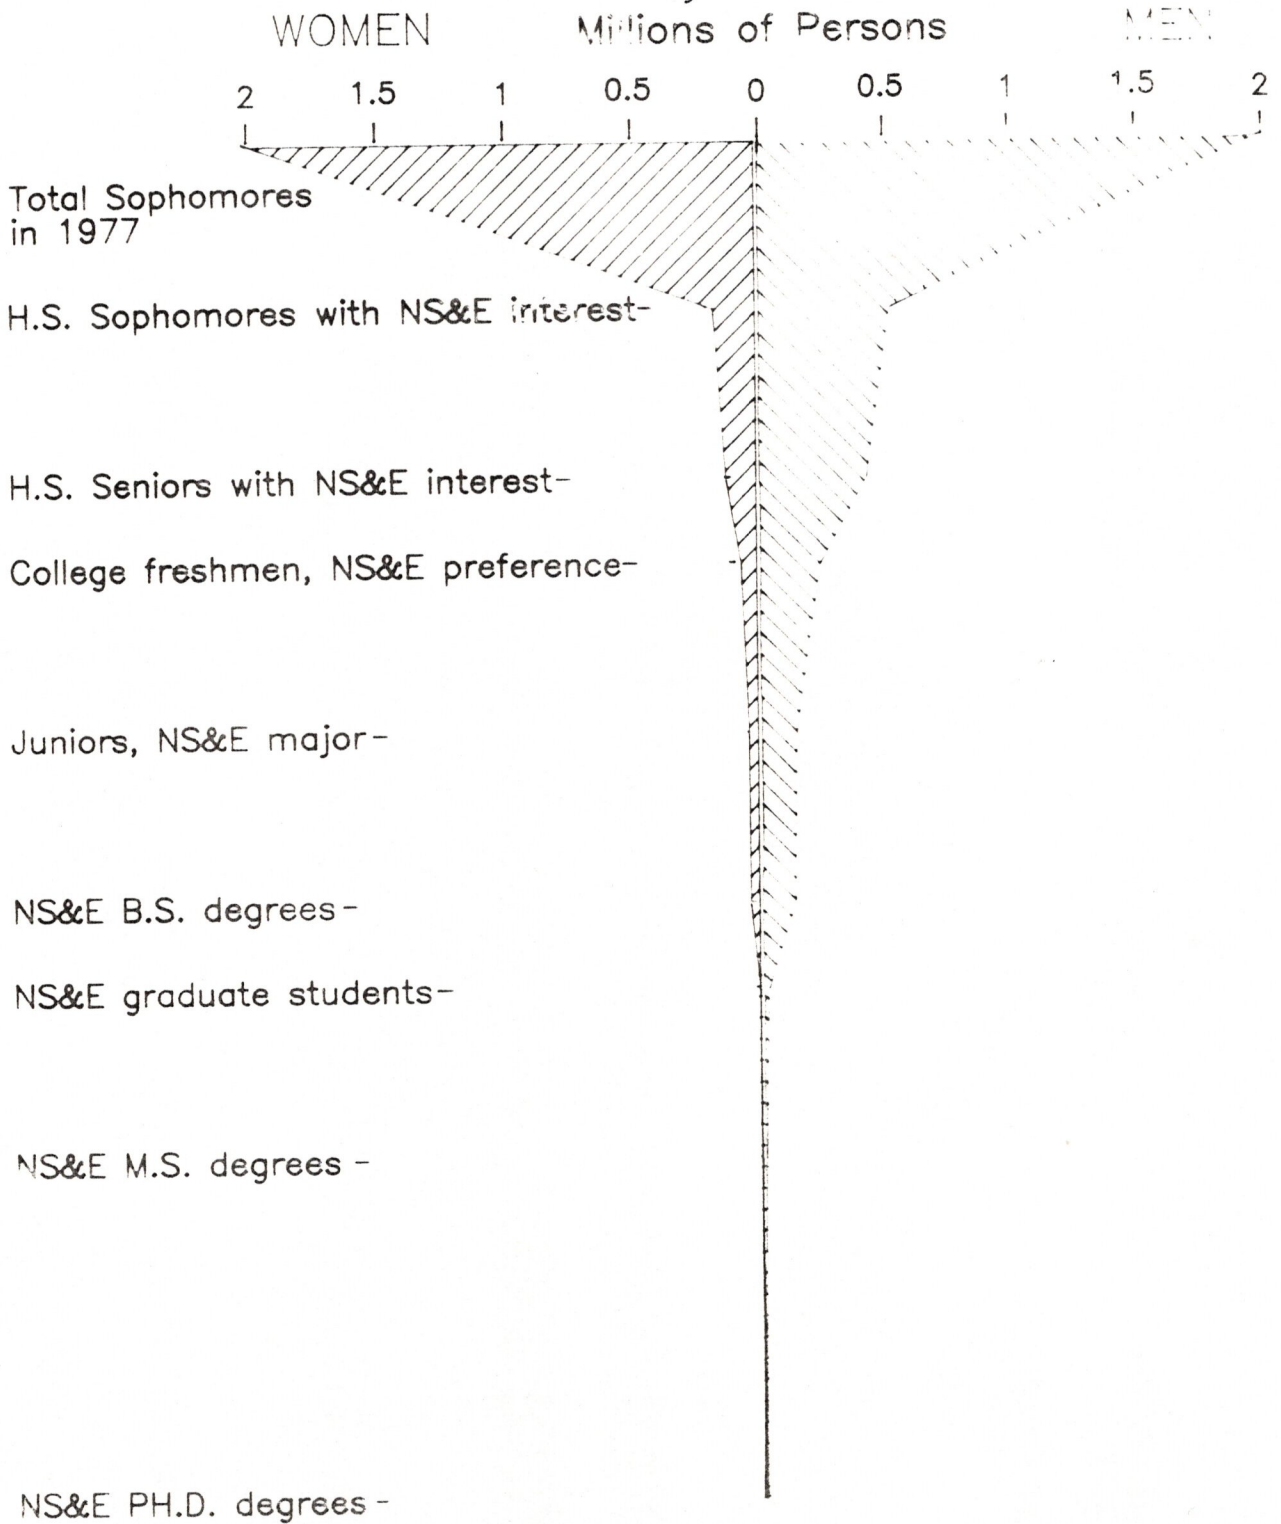 WOMEN Millions of Persons MEN
2 1.5 1 0.5 0 0.5 1 1.5 2
Total Sophomores
in 1977
H.S. Sophomores with NS&E interest-
H.S. Seniors with NS&E interest-
College freshmen, NS&E preference-
Juniors, NS&E major-
NS&E B.S. degrees-
NS&E graduate students-
NS&E M.S. degrees-
NS&E PH.D. degrees-